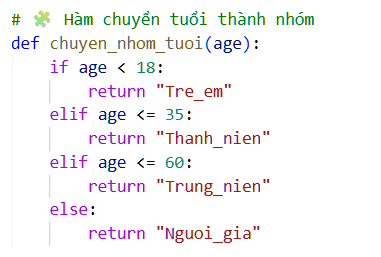 # 🧩 Hàm chuyển tuổi thành nhóm
def chuyen_nhom_tuoi(age):
    if age < 18:
        return "Tre_em"
    elif age <= 35:
        return "Thanh_nien"
    elif age <= 60:
        return "Trung_nien"
    else:
        return "Nguoi_gia"